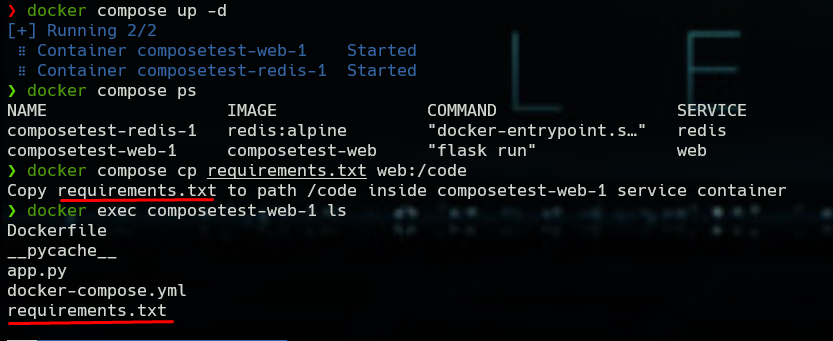 ❯ docker compose up -d
[+] Running 2/2
⠿ Container composetest-web-1    Started
⠿ Container composetest-redis-1  Started
❯ docker compose ps
NAME                  IMAGE               COMMAND                  SERVICE
composetest-redis-1   redis:alpine        "docker-entrypoint.s…"   redis
composetest-web-1     composetest-web     "flask run"              web
❯ docker compose cp requirements.txt web:/code
Copy requirements.txt to path /code inside composetest-web-1 service container
❯ docker exec composetest-web-1 ls
Dockerfile
__pycache__
app.py
docker-compose.yml
requirements.txt